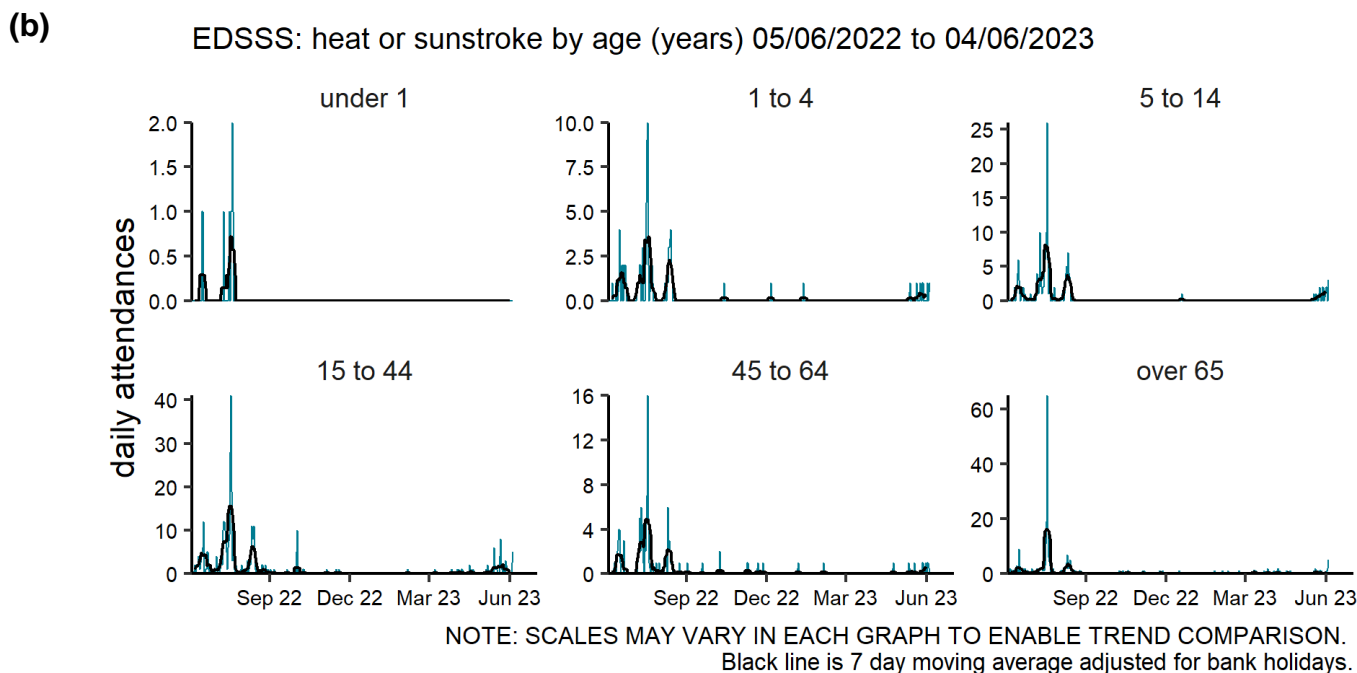 (b)
EDSSS: heat or sunstroke by age (years) 05/06/2022 to 04/06/2023
daily attendances
under 1
2.0
1.5
1.0
0.5
0.0
1 to 4
10.0
7.5
5.0
2.5
0.0
5 to 14
25
20
15
10
5
0
15 to 44
40
30
20
10
0
Sep 22 Dec 22 Mar 23 Jun 23
45 to 64
16
12
8
4
0
Sep 22 Dec 22 Mar 23 Jun 23
over 65
60
40
20
0
Sep 22 Dec 22 Mar 23 Jun 23
NOTE: SCALES MAY VARY IN EACH GRAPH TO ENABLE TREND COMPARISON.
Black line is 7 day moving average adjusted for bank holidays.